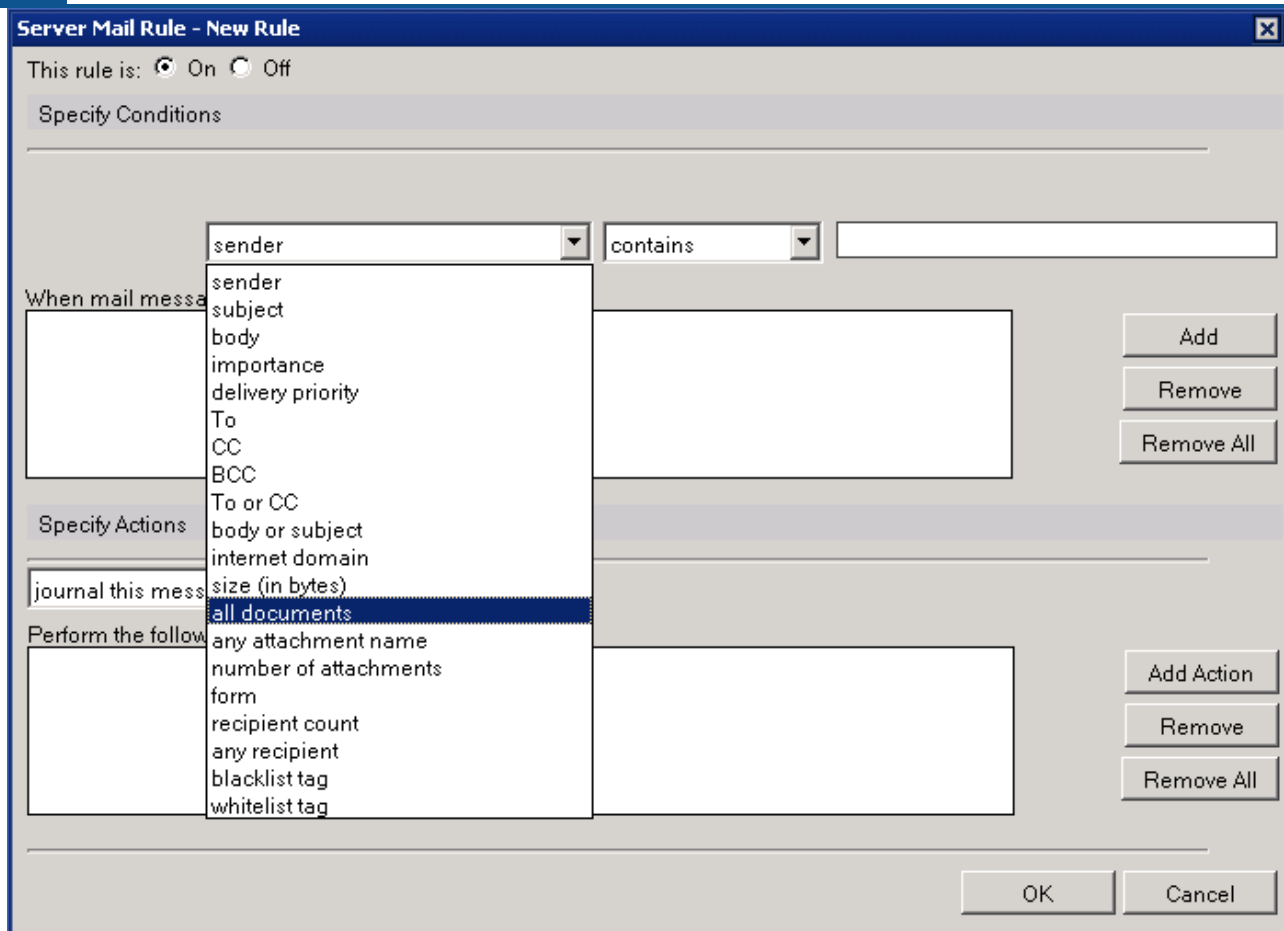 Server Mail Rule - New Rule
This rule is: On Off
Specify Conditions
sender contains
sender
When mail messa
subject
body
Add
importance
delivery priority
Remove
To
CC
Remove All
BCC
To or CC
Specify Actions
body or subject
internet domain
journal this mess
size (in bytes)
all documents
Perform the follow
any attachment name
number of attachments
Add Action
form
recipient count
Remove
any recipient
blacklist tag
Remove All
whitelist tag
OK Cancel